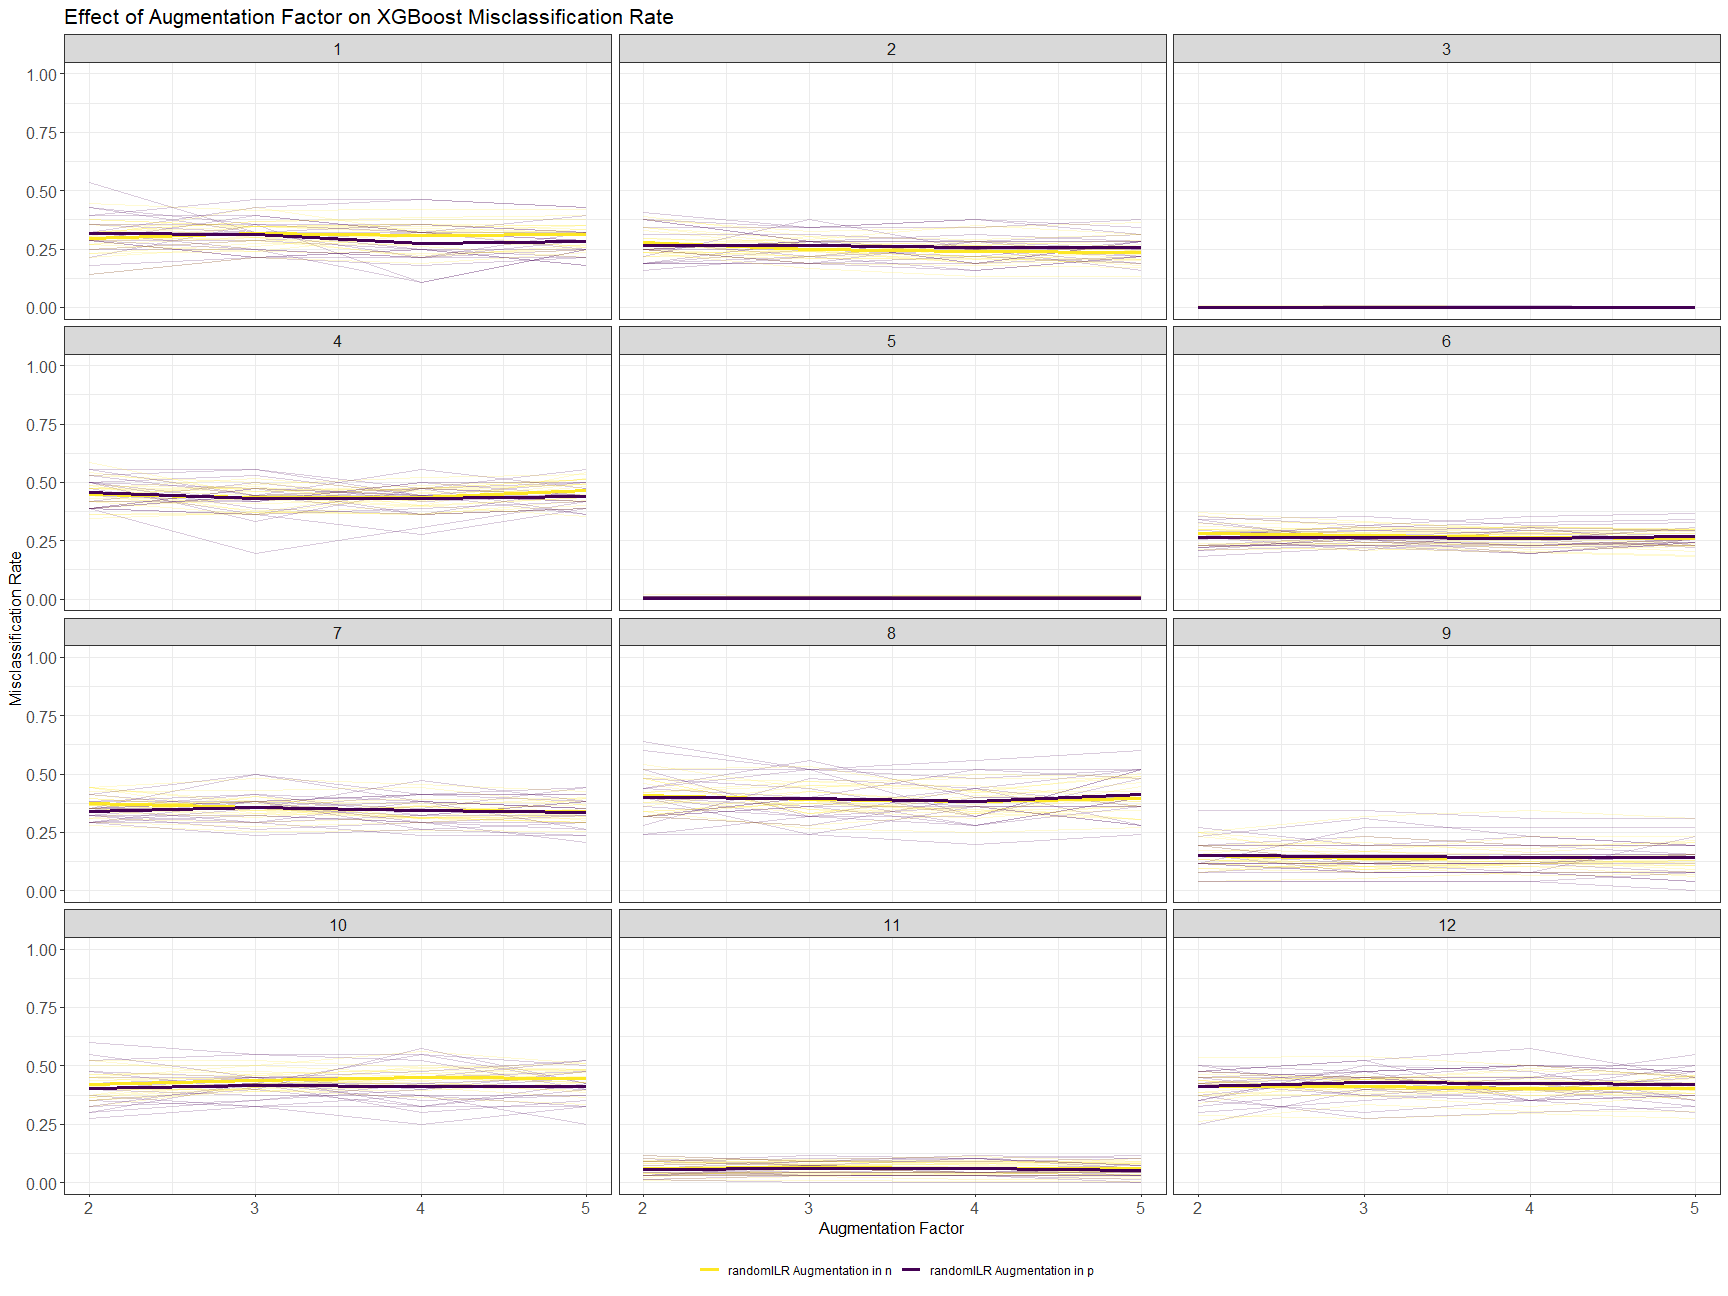 Effect of Augmentation Factor on XGBoost Misclassification Rate
1 2 3
1.00
0.75
0.50
0.25
0.00
4 5 6
1.00
0.75
0.50
0.25
0.00
Misclassification Rate
7 8 9
1.00
0.75
0.50
0.25
0.00
10 11 12
1.00
0.75
0.50
0.25
0.00
2 3 4 5 2 3 4 5 2 3 4 5
Augmentation Factor
randomILR Augmentation in n randomILR Augmentation in p